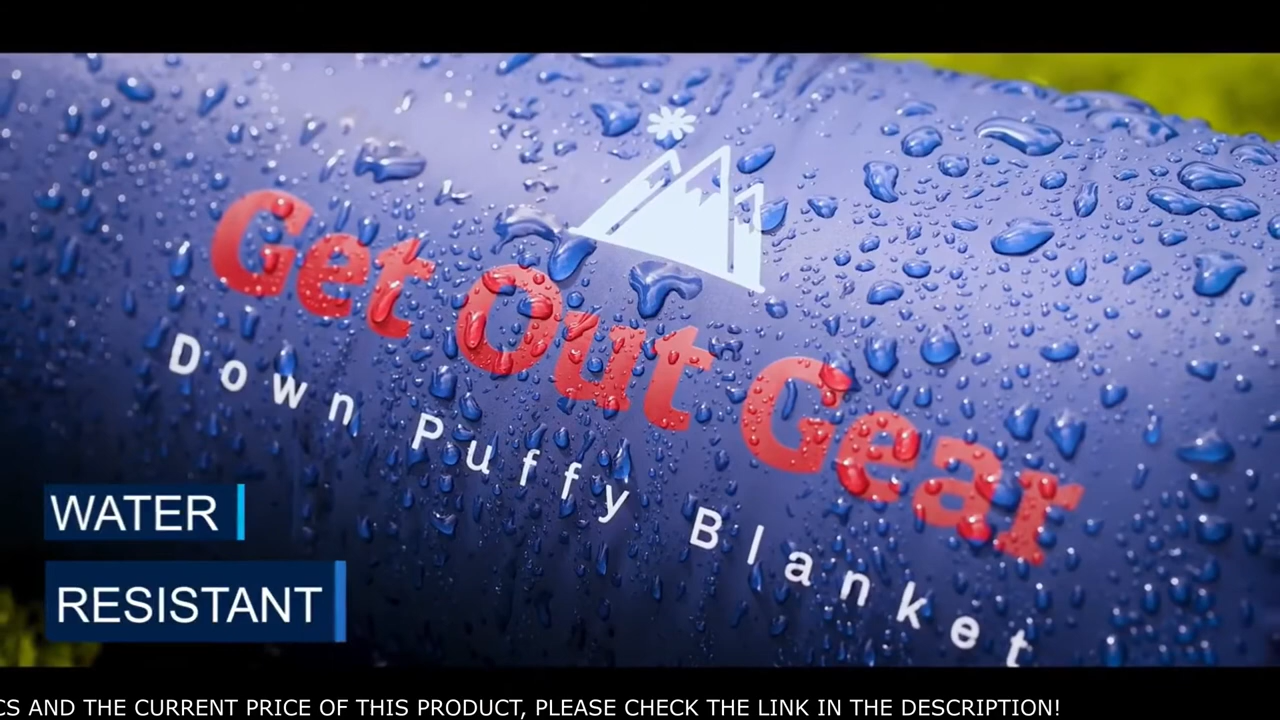 Get Out Gear
Down Puffy Blanket
WATER
RESISTANT
CS AND THE CURRENT PRICE OF THIS PRODUCT, PLEASE CHECK THE LINK IN THE DESCRIPTION!